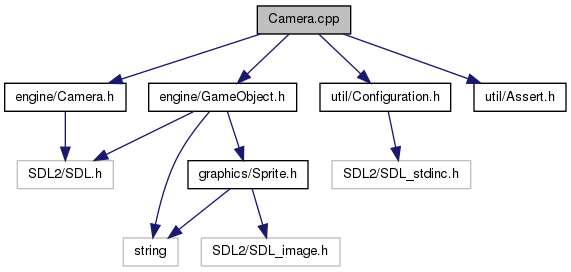 Camera.cpp
engine/Camera.h
engine/GameObject.h
util/Configuration.h
util/Assert.h
SDL2/SDL.h
graphics/Sprite.h
SDL2/SDL_stdinc.h
string
SDL2/SDL_image.h